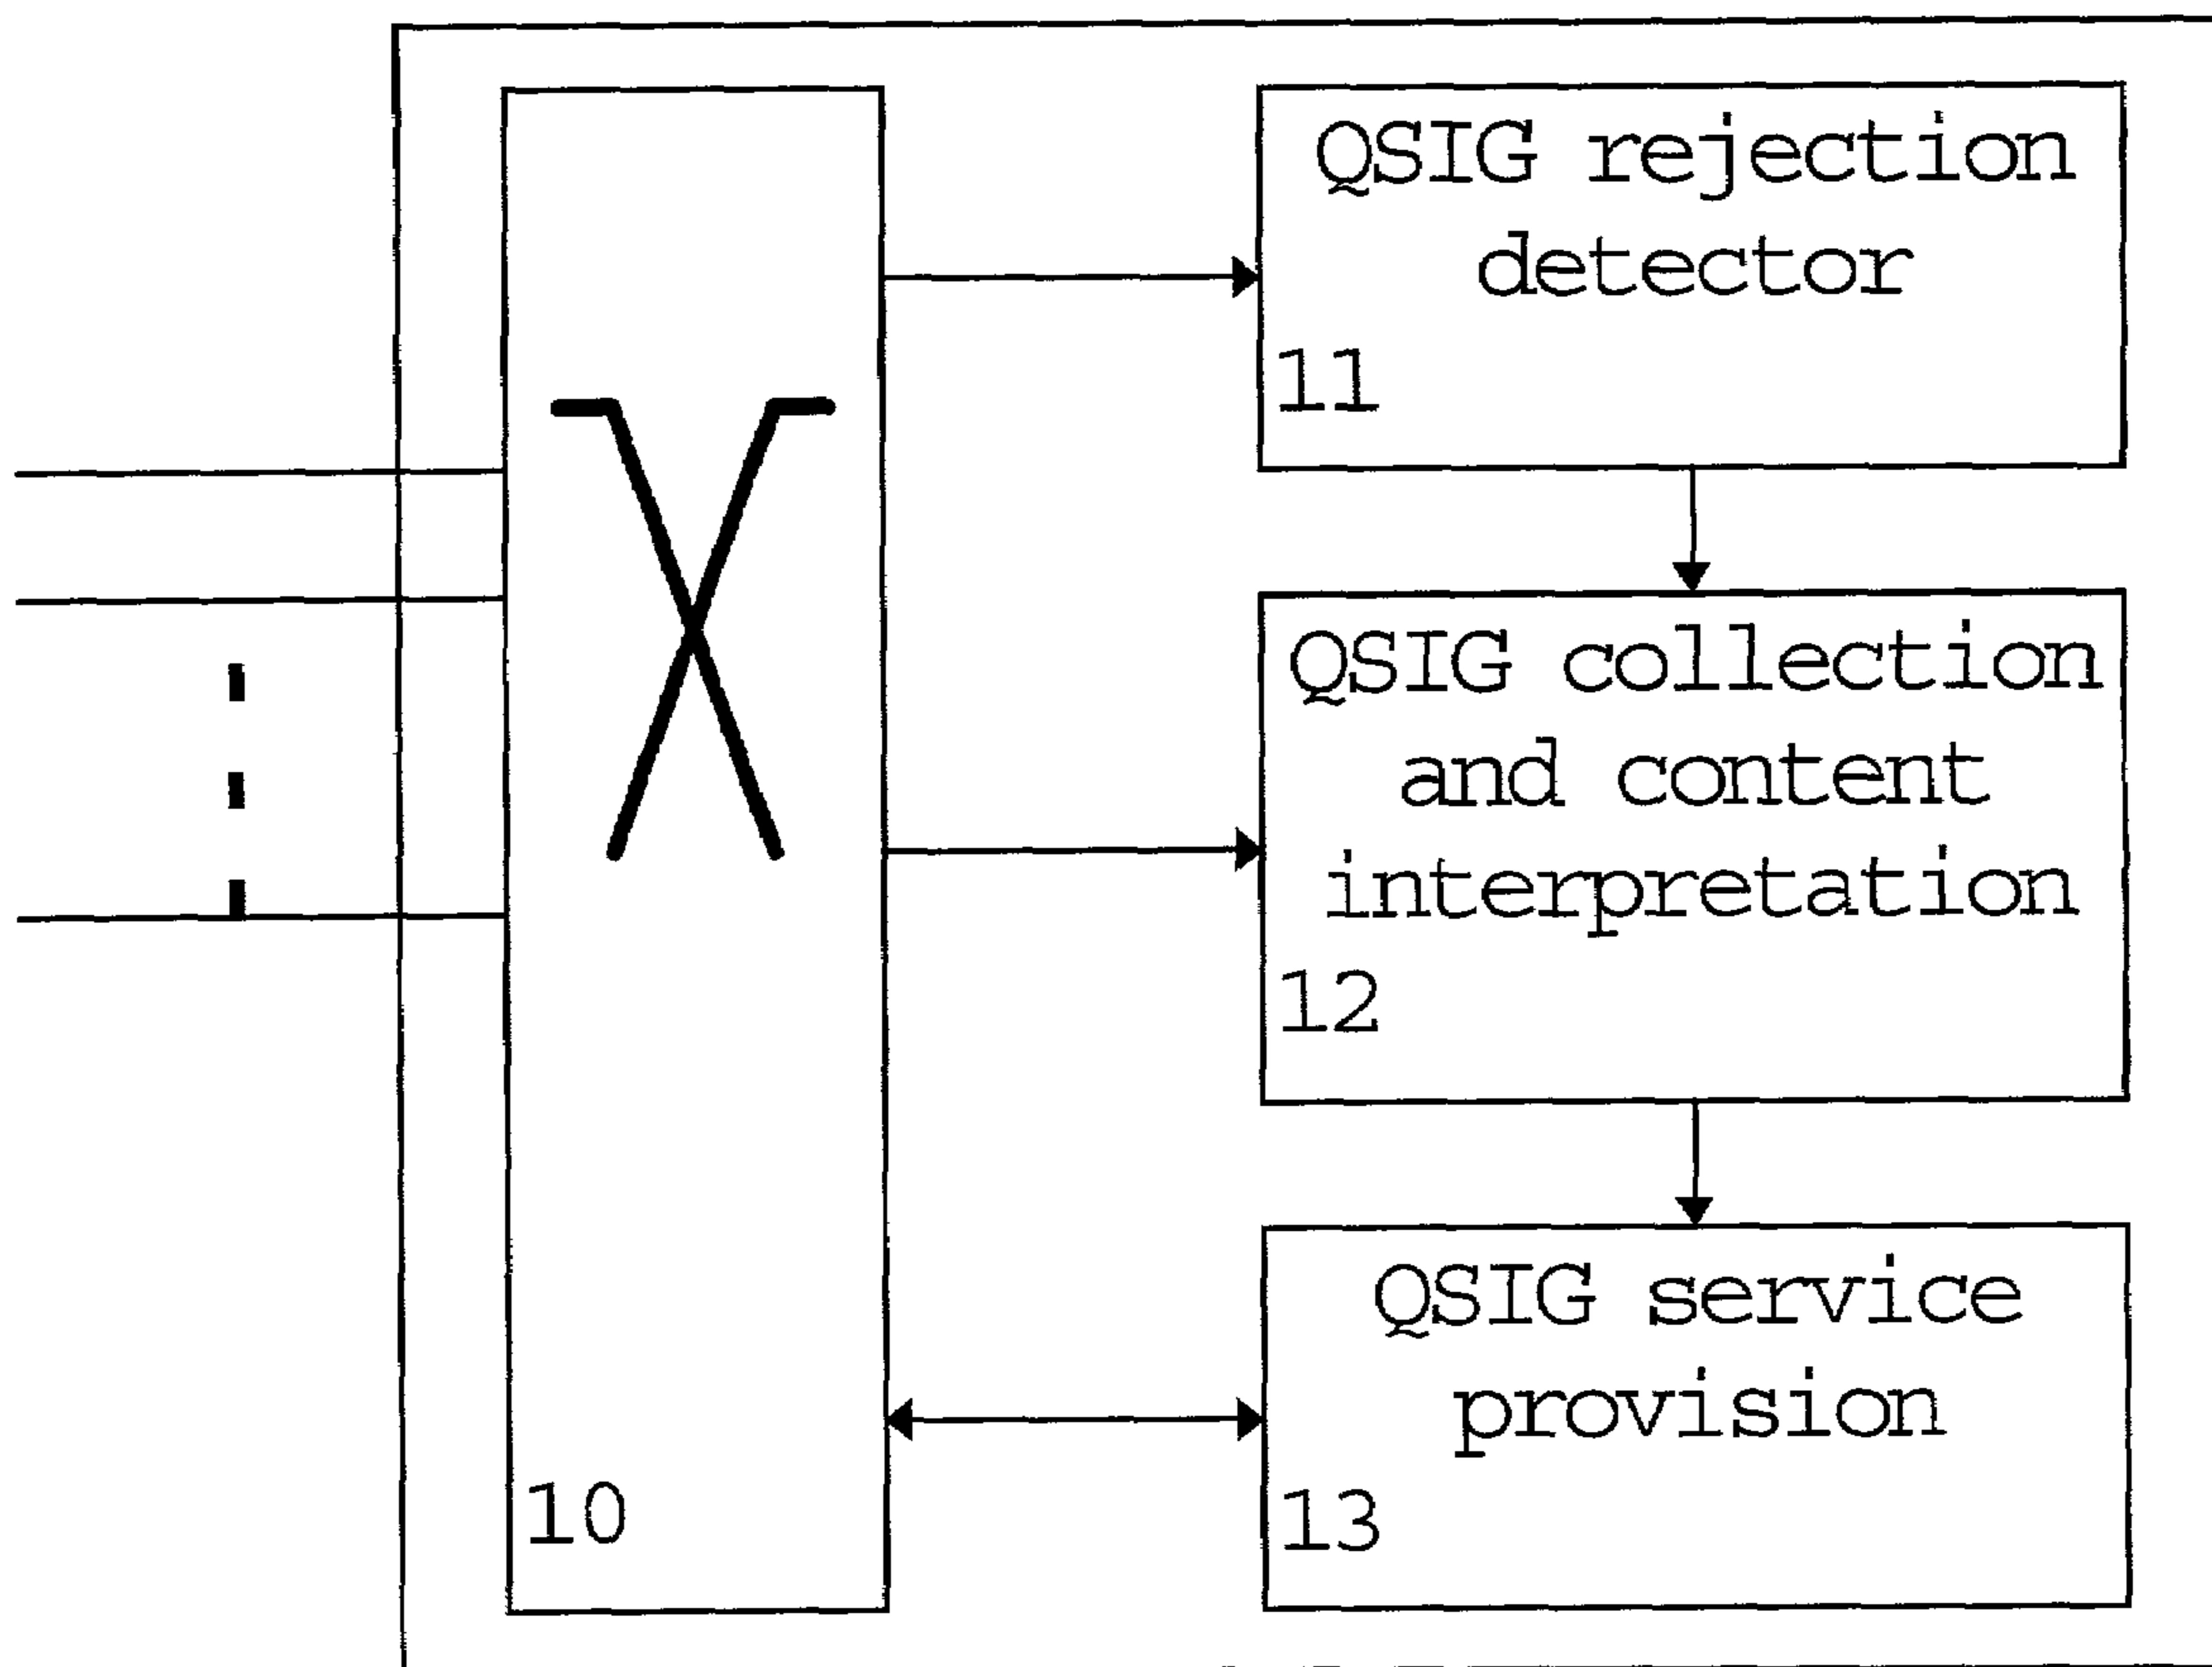 QSIG rejection
detector
11
QSIG collection
and content
interpretation
12
QSIG service
provision
13
10